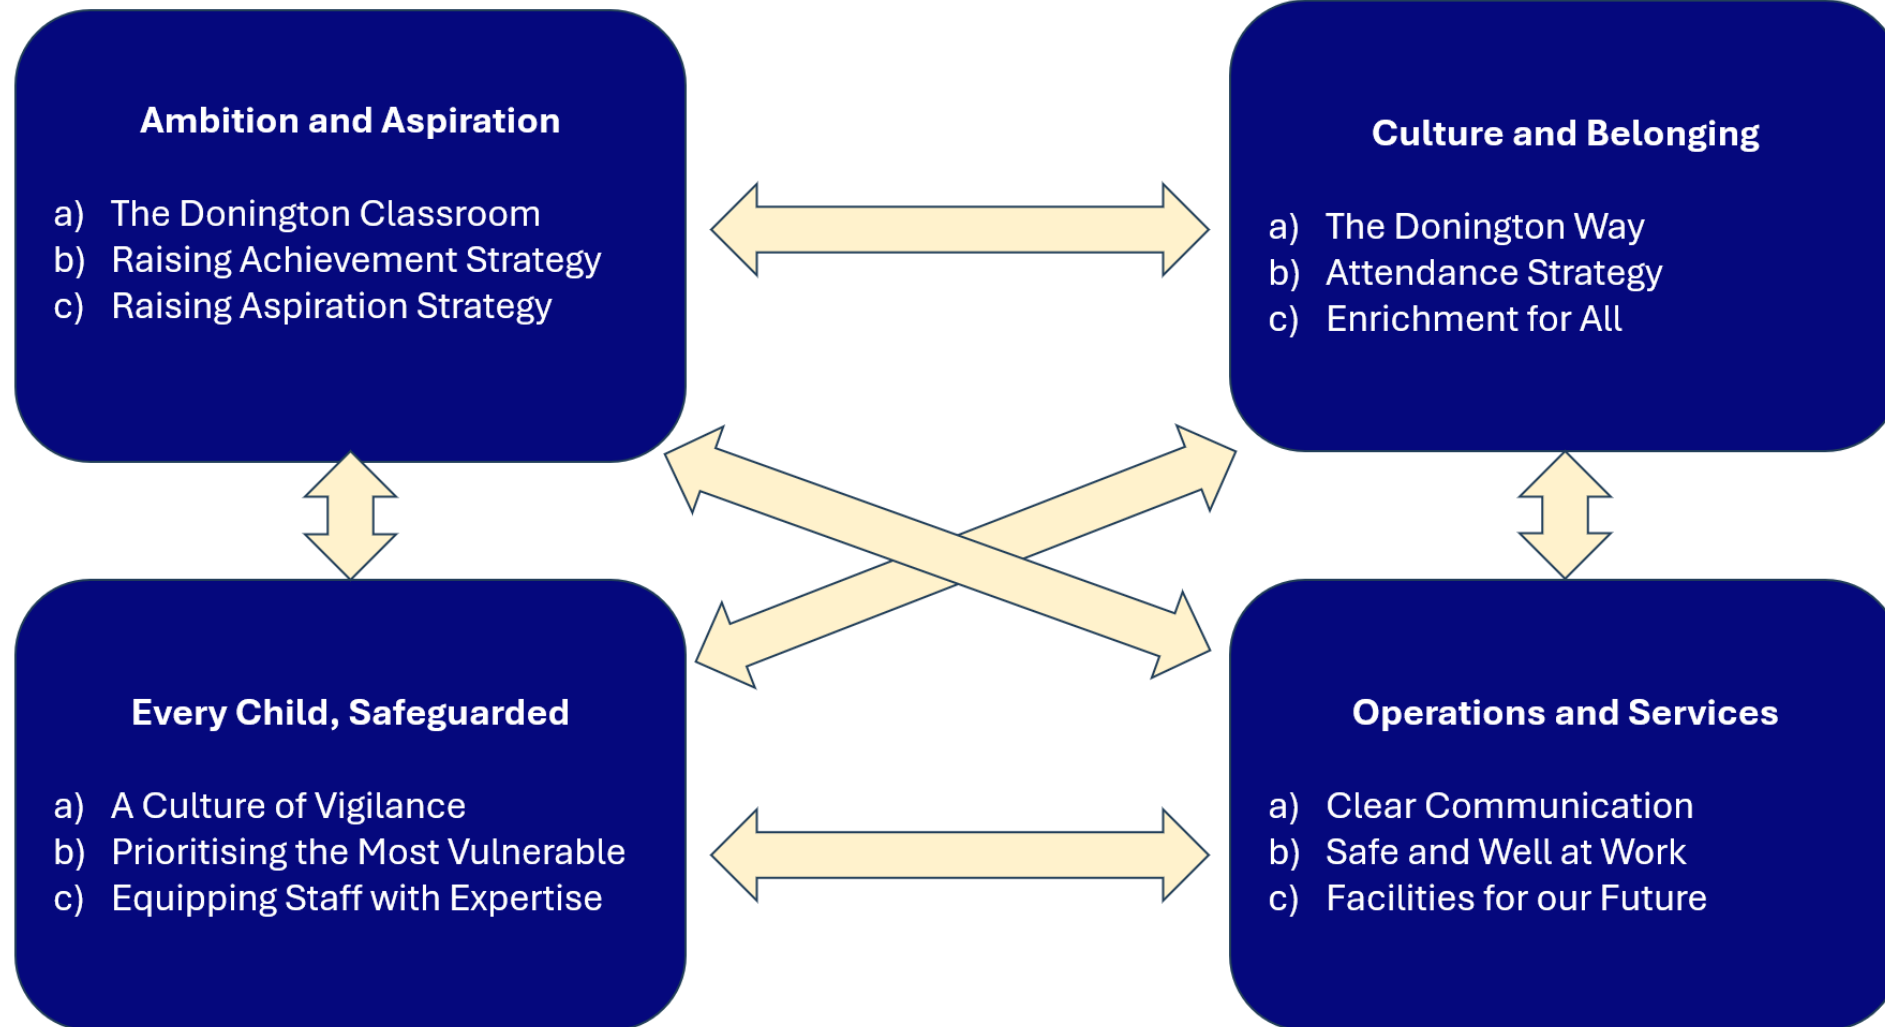 Ambition and Aspiration
a) The Donington Classroom
b) Raising Achievement Strategy
c) Raising Aspiration Strategy
Culture and Belonging
a) The Donington Way
b) Attendance Strategy
c) Enrichment for All
Every Child, Safeguarded
a) A Culture of Vigilance
b) Prioritising the Most Vulnerable
c) Equipping Staff with Expertise
Operations and Services
a) Clear Communication
b) Safe and Well at Work
c) Facilities for our Future